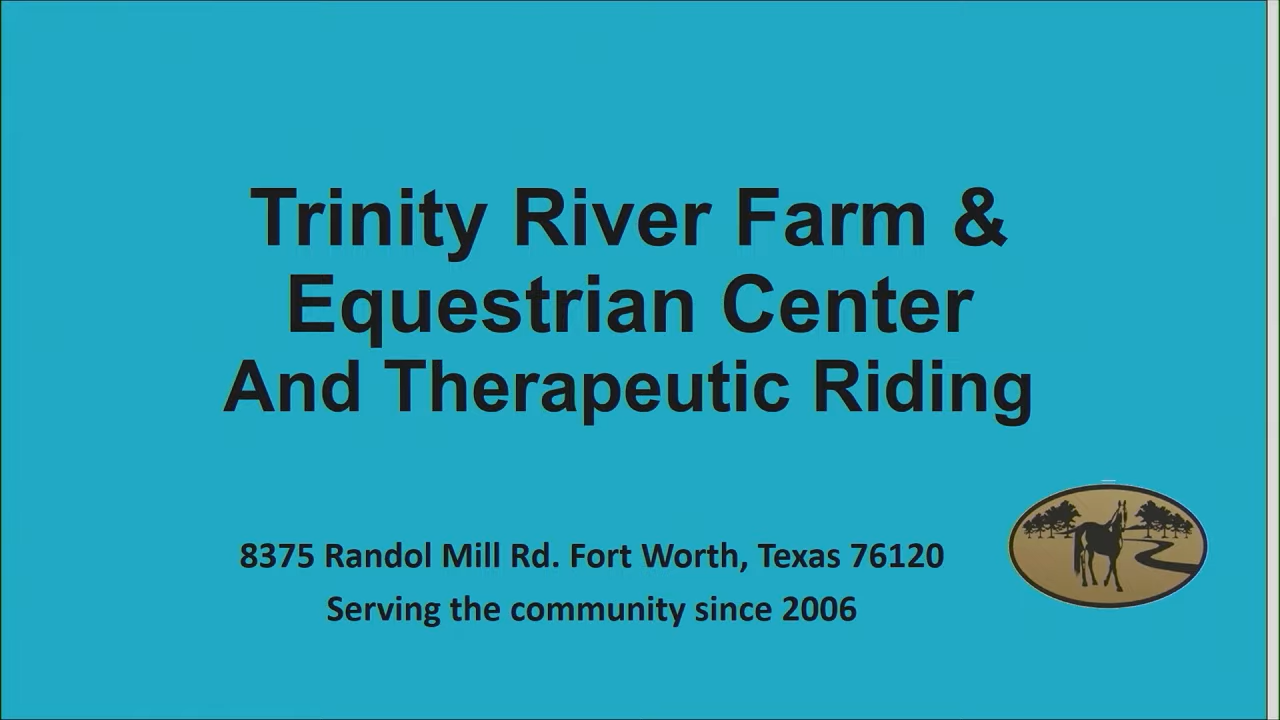 Trinity River Farm &
Equestrian Center
And Therapeutic Riding
8375 Randol Mill Rd. Fort Worth, Texas 76120
Serving the community since 2006